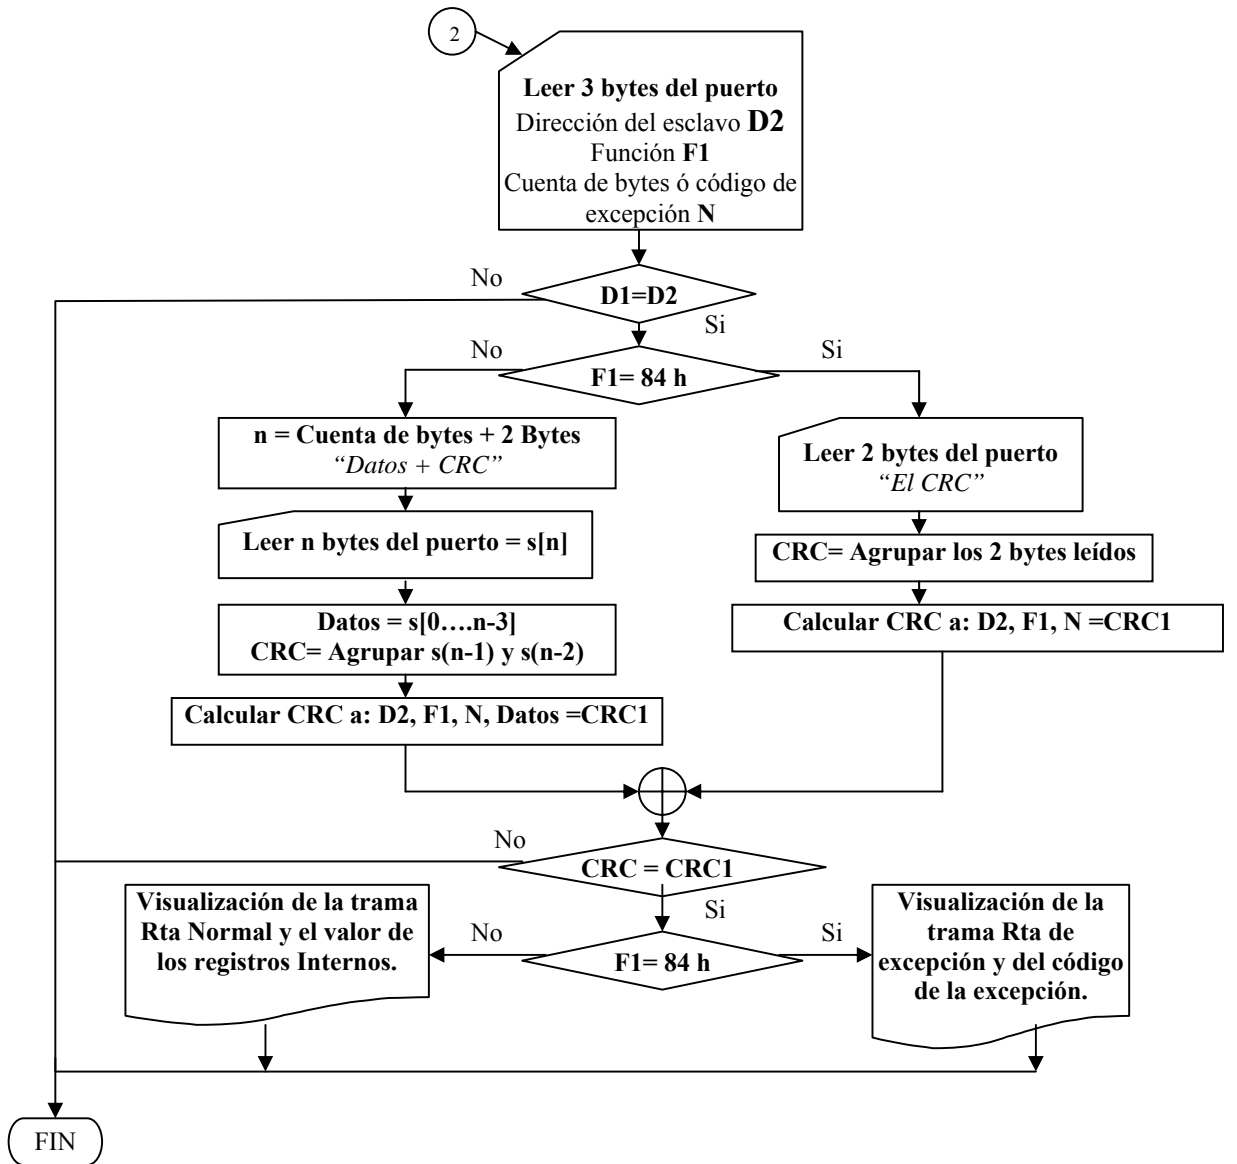 2
Leer 3 bytes del puerto
Dirección del esclavo D2
Función F1
Cuenta de bytes ó código de
excepción N
No
D1=D2
Si
No
Si
F1= 84 h
n = Cuenta de bytes + 2 Bytes
“Datos + CRC”
Leer 2 bytes del puerto
“El CRC”
Leer n bytes del puerto = s[n]
CRC= Agrupar los 2 bytes leídos
Datos = s[0….n-3]
CRC= Agrupar s(n-1) y s(n-2)
Calcular CRC a: D2, F1, N =CRC1
Calcular CRC a: D2, F1, N, Datos =CRC1
No
CRC = CRC1
Si
Visualización de la trama
Rta Normal y el valor de
los registros Internos.
No
F1= 84 h
Si
Visualización de la
trama Rta de
excepción y del código
de la excepción.
FIN